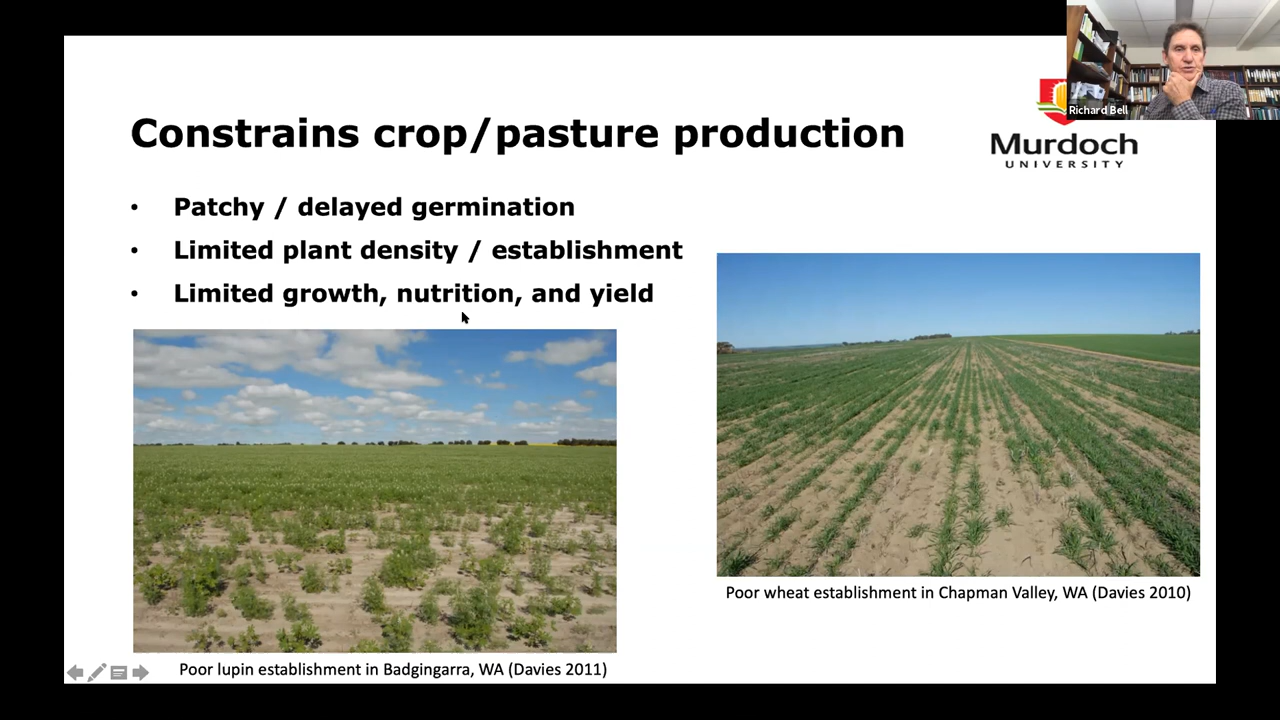 Richard Bell
Constrains crop/pasture production
Murdoch
UNIVERSITY
• Patchy / delayed germination
• Limited plant density / establishment
• Limited growth, nutrition, and yield
Poor wheat establishment in Chapman Valley, WA (Davies 2010)
Poor lupin establishment in Badgingarra, WA (Davies 2011)